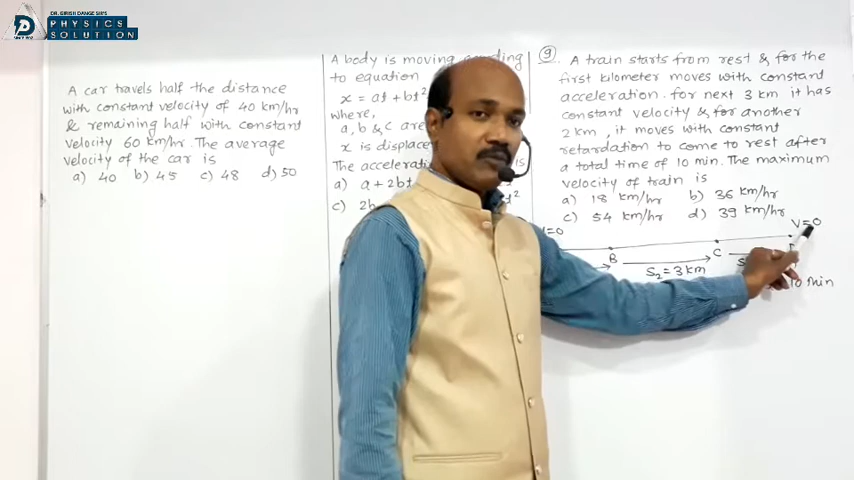 DR. GIRISH DANGE SIR'S
PHYSICS
SOLUTION
A car travels half the distance
with constant velocity of 40 km/hr
& remaining half with constant
velocity 60 km/hr. The average
velocity of the car is
a) 40 b) 45 c) 48 d) 50
A body is moving according
to equation
x = at + bt²
where,
a, b & c are
x is displace
The accelerati is
a) a + 2bt
c) 2b
⑨ A train starts from rest & for the
first kilometer moves with constant
acceleration. for next 3 km it has
constant velocity & for another
2 km, it moves with constant
retardation to come to rest after
a total time of 10 min. The maximum
velocity of train is
a) 18 km/hr b) 36 km/hr
c) 54 km/hr d) 39 km/hr
=0 V=0
B C
S₂ = 3 km
10 min